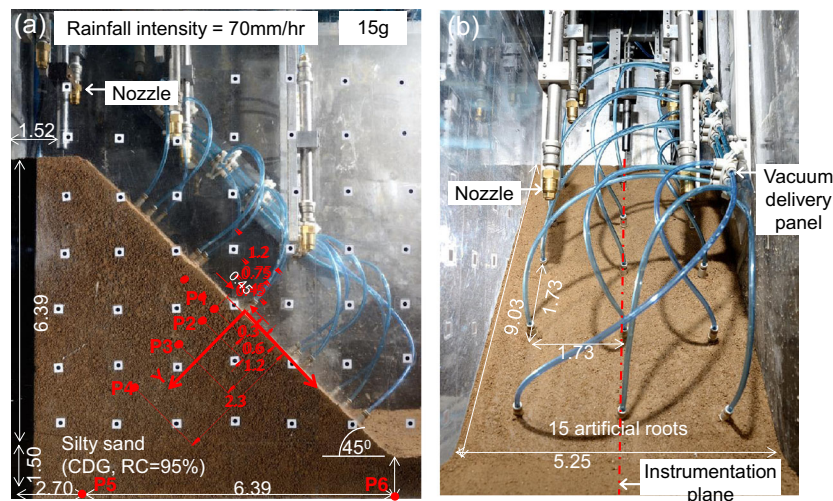 (a)
Rainfall intensity = 70mm/hr
15g
Nozzle
1.52
1.2
0.75
0.45
P1
P2
P3
P4
0.6
1.2
2.3
6.39
Silty sand
(CDG, RC=95%)
45⁰
1.50
2.70
P5
6.39
P6
(b)
Nozzle
Vacuum
delivery
panel
9.03
1.73
1.73
15 artificial roots
5.25
Instrumentation
plane